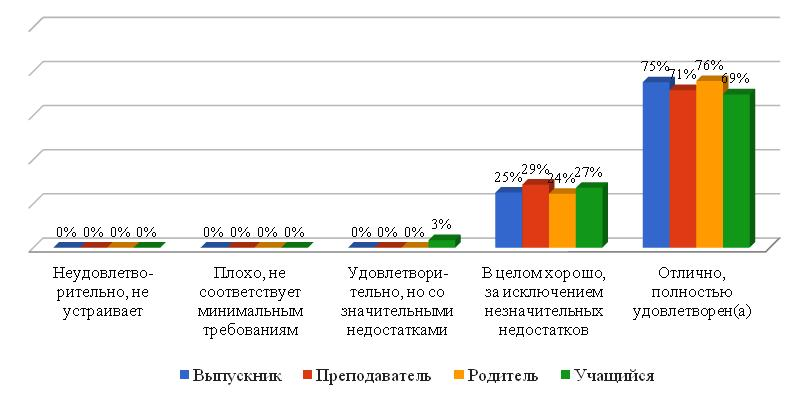 75% 71% 76% 69%
25% 29% 24% 27%
0% 0% 0% 0% 0% 0% 0% 0% 0% 0% 0% 3%
Неудовлетво-
рительно, не
устраивает
Плохо, не
соответствует
минимальным
требованиям
Удовлетвори-
тельно, но со
значительными
недостатками
В целом хорошо,
за исключением
незначительных
недостатков
Отлично,
полностью
удовлетворен(а)
Выпускник Преподаватель Родитель Учащийся